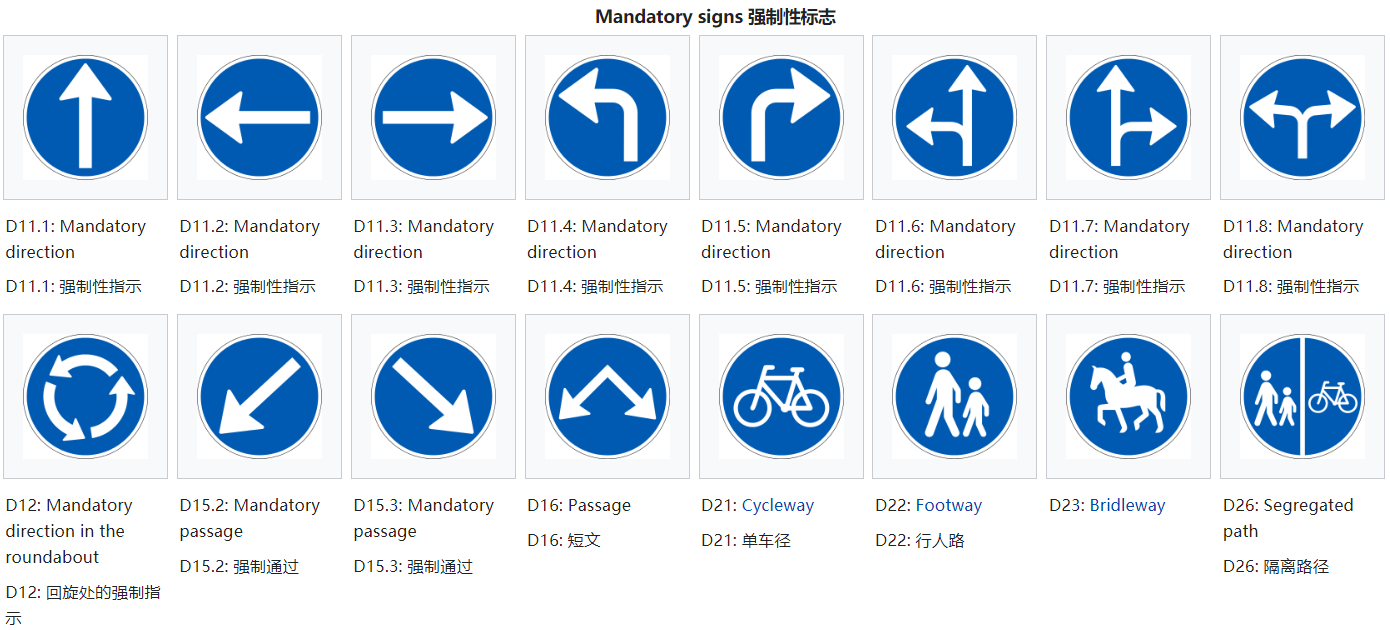 Mandatory signs 强制性标志
D11.1: Mandatory
direction
D11.1: 强制性指示
D11.2: Mandatory
direction
D11.2: 强制性指示
D11.3: Mandatory
direction
D11.3: 强制性指示
D11.4: Mandatory
direction
D11.4: 强制性指示
D11.5: Mandatory
direction
D11.5: 强制性指示
D11.6: Mandatory
direction
D11.6: 强制性指示
D11.7: Mandatory
direction
D11.7: 强制性指示
D11.8: Mandatory
direction
D11.8: 强制性指示
D12: Mandatory
direction in the
roundabout
D12: 回旋处的强制指
示
D15.2: Mandatory
passage
D15.2: 强制通过
D15.3: Mandatory
passage
D15.3: 强制通过
D16: Passage
D16: 短文
D21: Cycleway
D21: 单车径
D22: Footway
D22: 行人路
D23: Bridleway
D26: Segregated
path
D26: 隔离路径